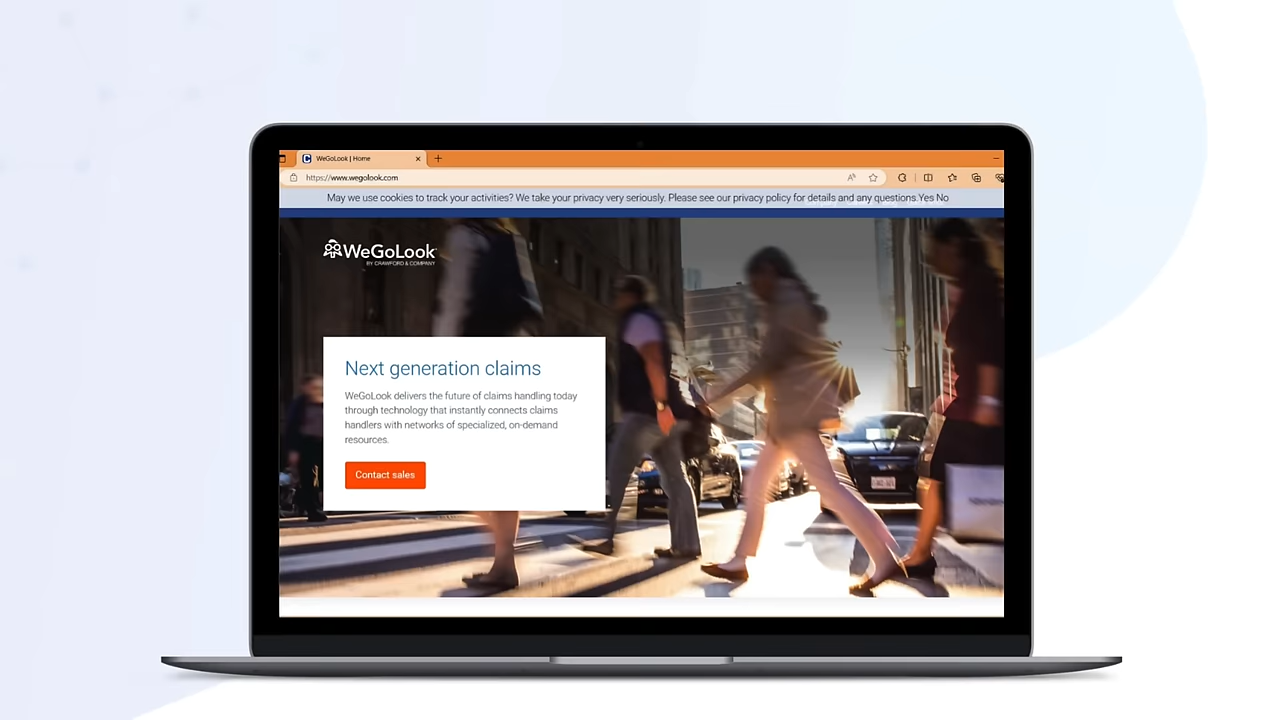 WeGoLook | Home
https://www.wegolook.com
May we use cookies to track your activities? We take your privacy very seriously. Please see our privacy policy for details and any questions.Yes No
WeGoLook
BY CRAWFORD & COMPANY
Next generation claims
WeGoLook delivers the future of claims handling today
through technology that instantly connects claims
handlers with networks of specialized, on-demand
resources.
Contact sales